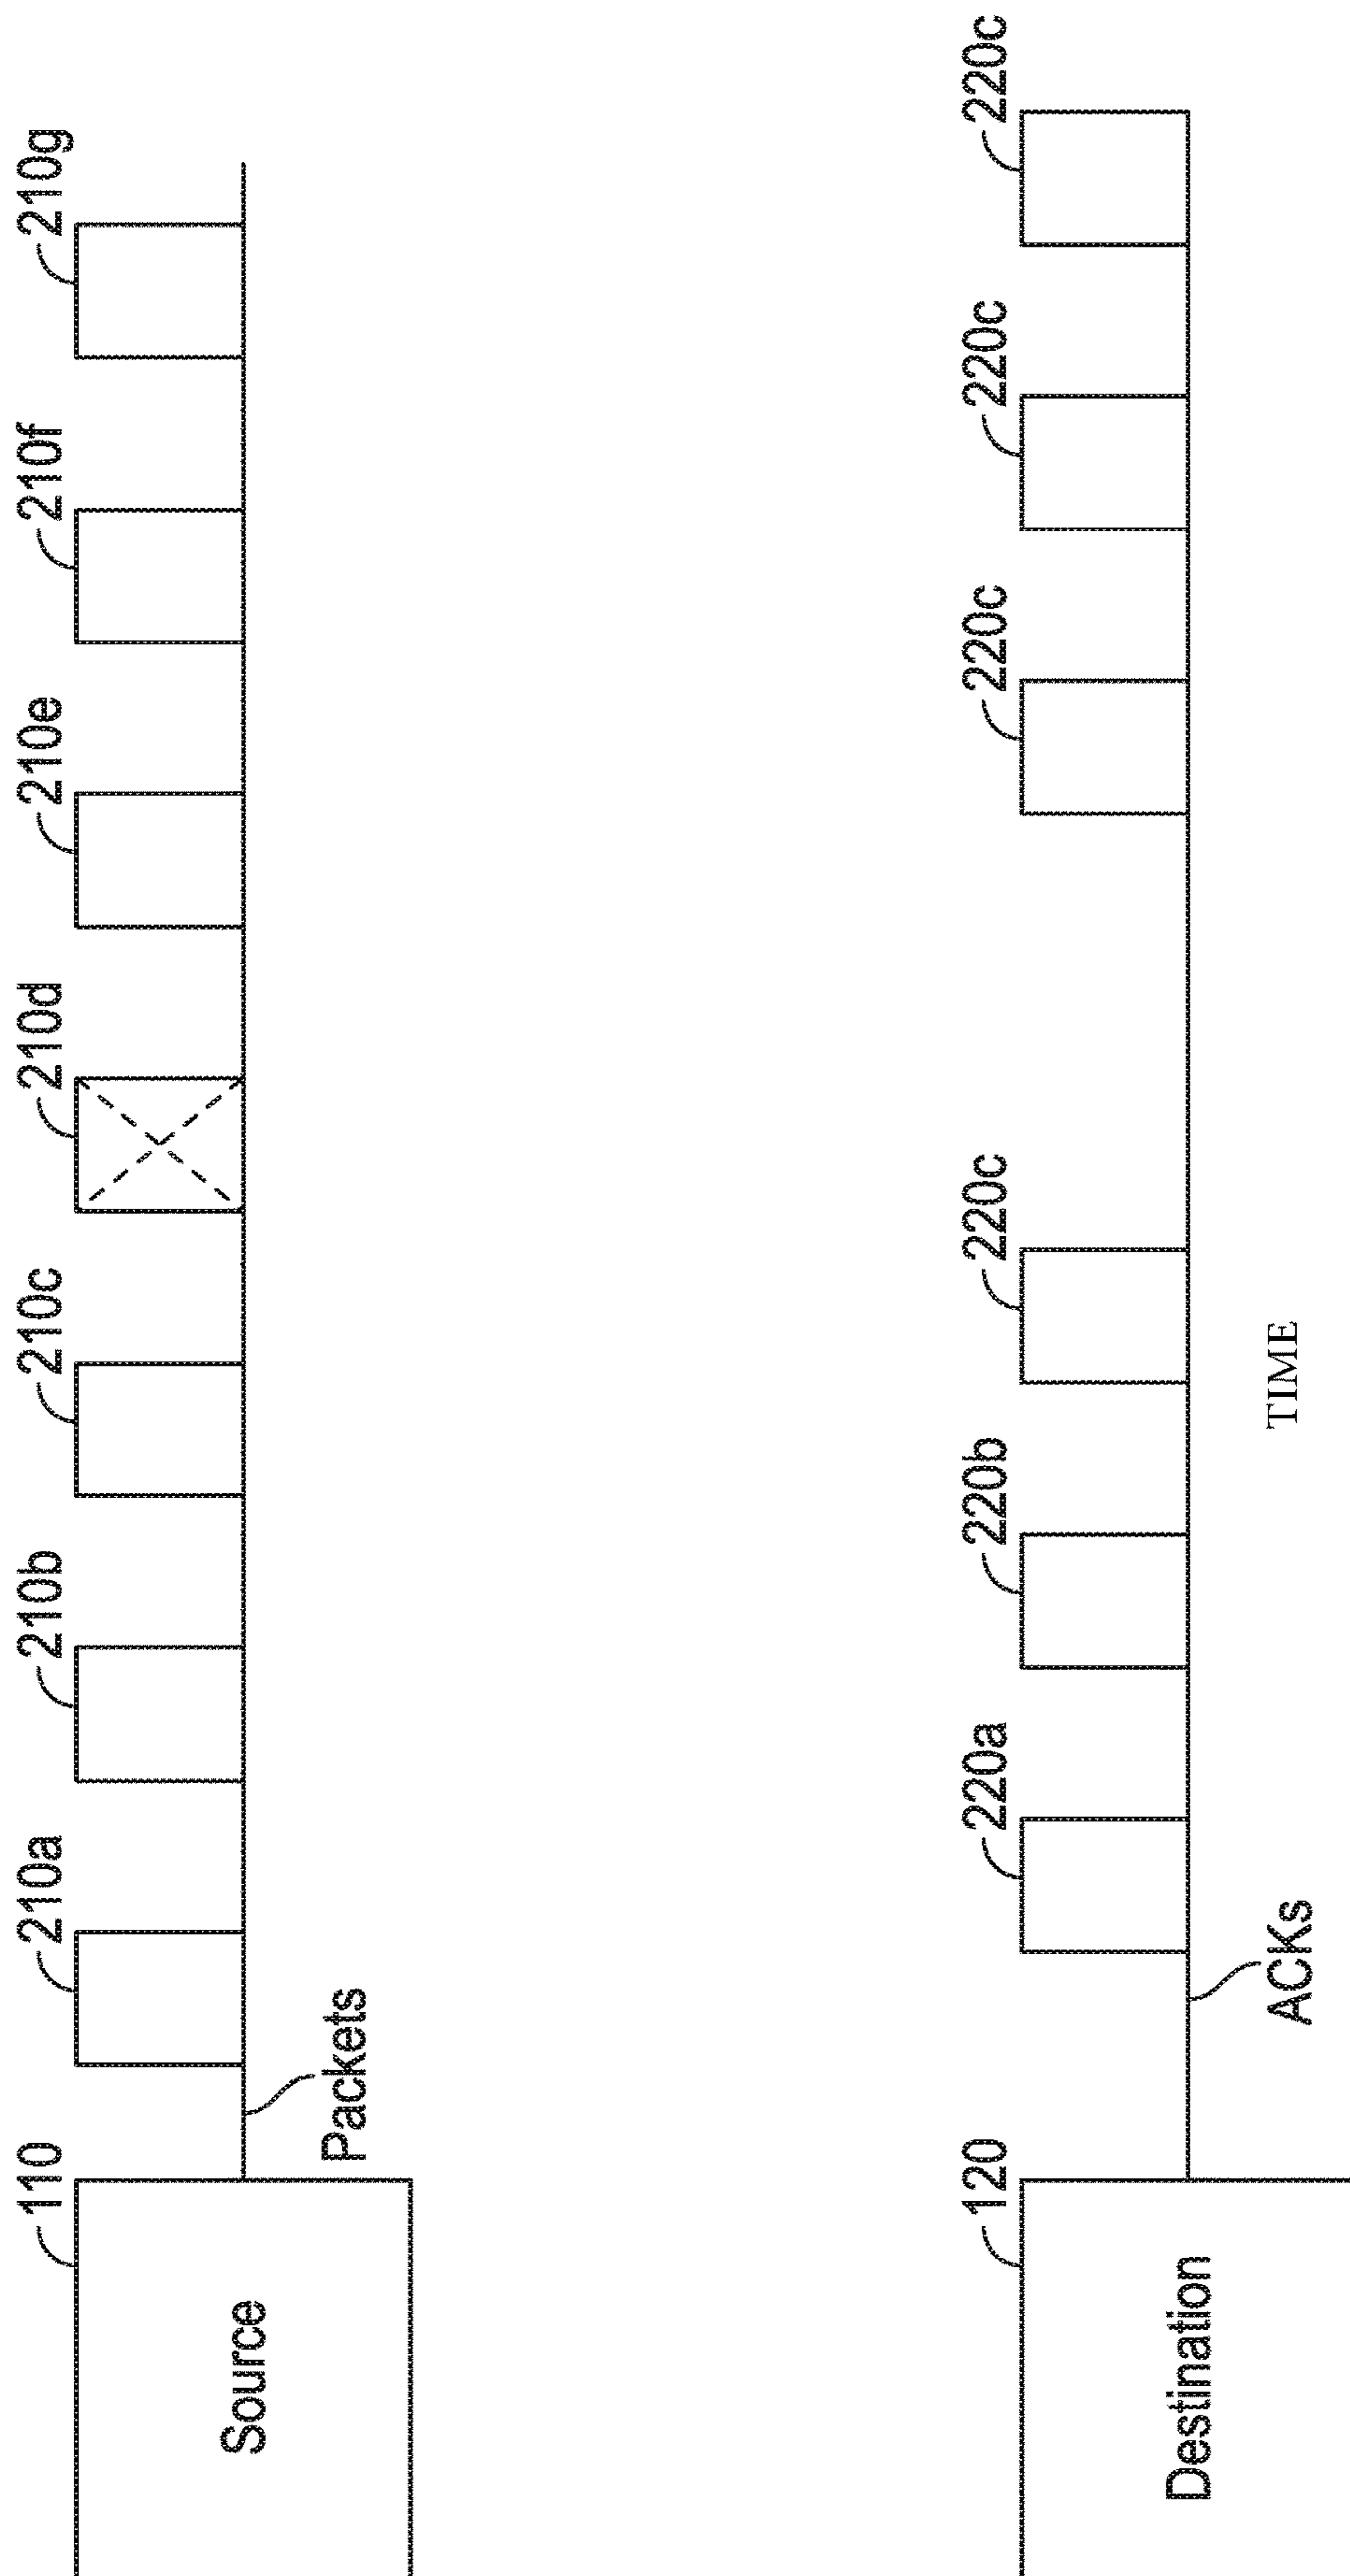 110
210a
210b
210c
210d
210e
210f
210g
Source
Packets
120
220a
220b
220c
220c
220c
220c
Destination
ACKs
TIME